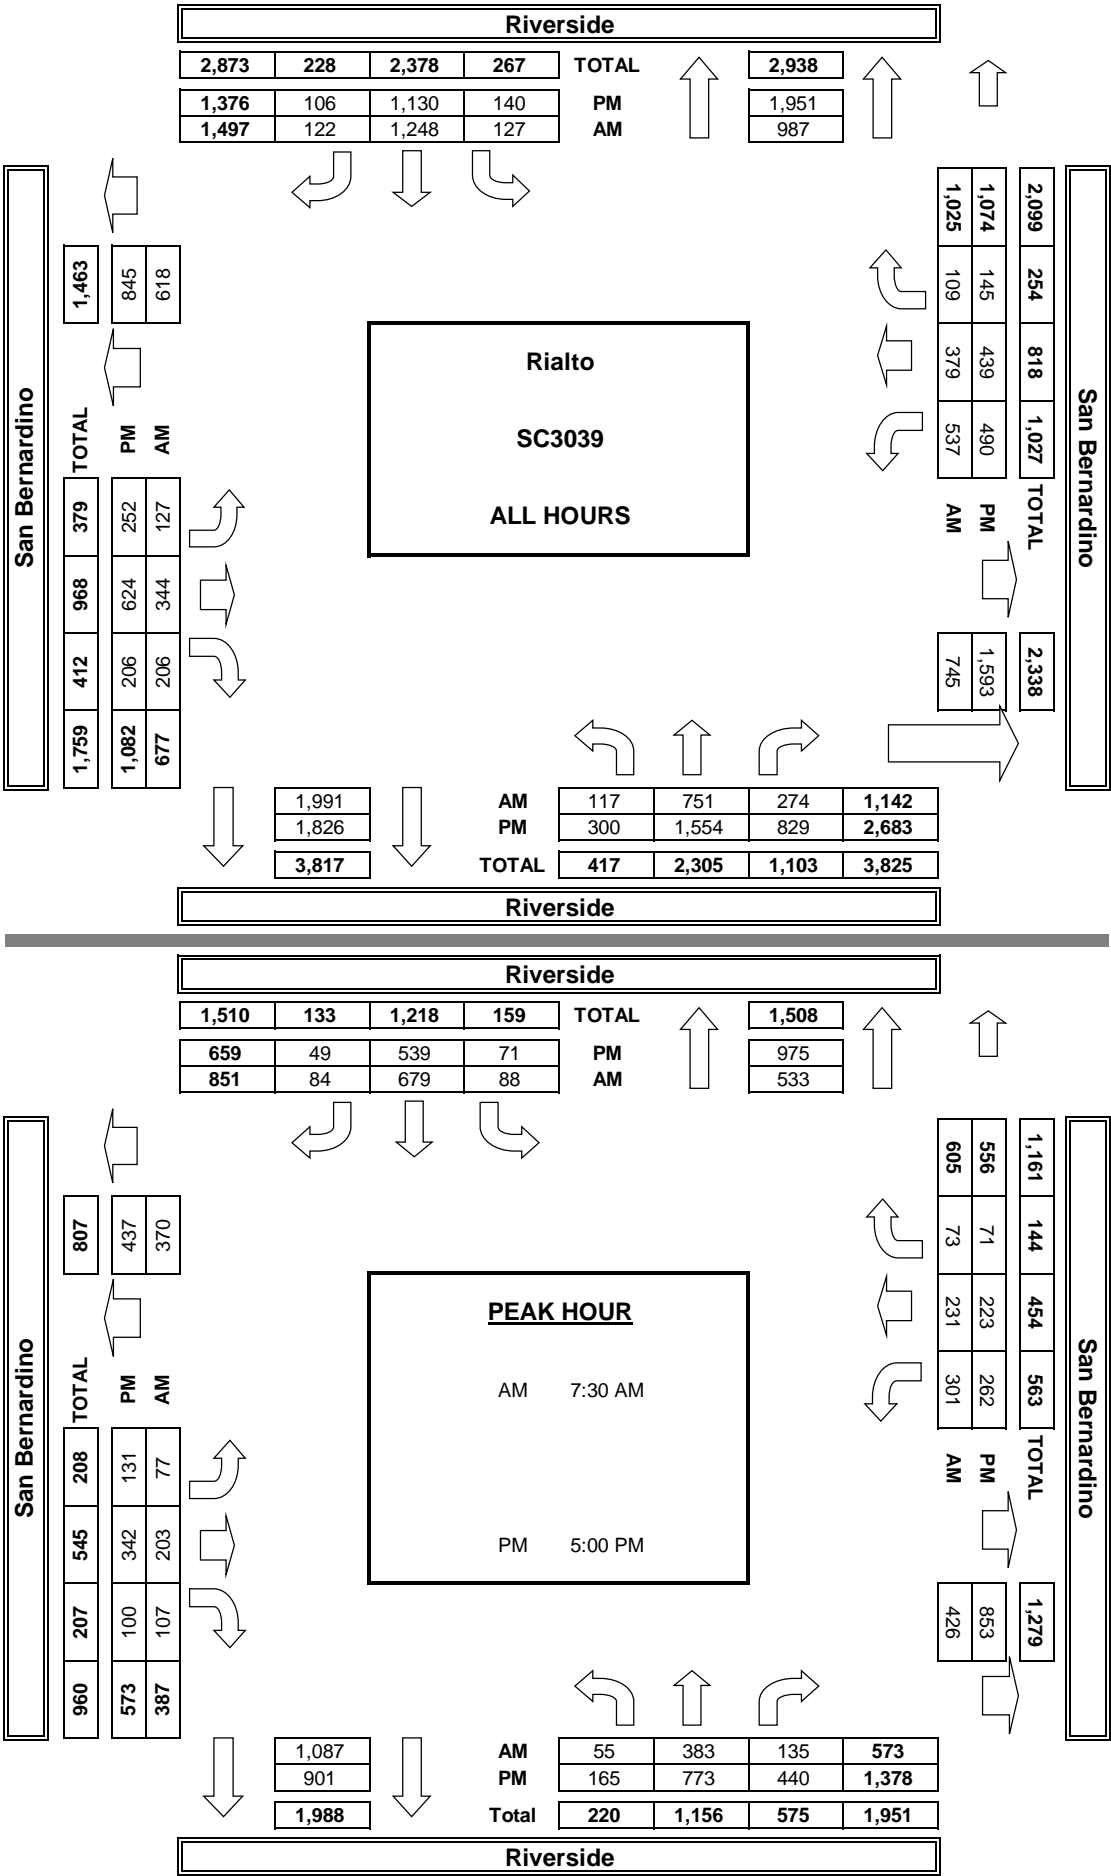 Riverside
2,873 228 2,378 267 TOTAL 2,938
1,376 106 1,130 140 PM 1,951
1,497 122 1,248 127 AM 987
San Bernardino
1,463
845
618
TOTAL
PM
AM
379 968 412 1,759
252 624 206 1,082
127 344 206 677
Rialto
SC3039
ALL HOURS
2,099 254 818 1,027 TOTAL 2,338
1,074 145 439 490 PM 1,593
1,025 109 379 537 AM 745
San Bernardino
1,991 AM 117 751 274 1,142
1,826 PM 300 1,554 829 2,683
3,817 TOTAL 417 2,305 1,103 3,825
Riverside
Riverside
1,510 133 1,218 159 TOTAL 1,508
659 49 539 71 PM 975
851 84 679 88 AM 533
San Bernardino
807
437
370
TOTAL
PM
AM
208 545 207 960
131 342 100 573
77 203 107 387
PEAK HOUR
AM 7:30 AM
PM 5:00 PM
1,161 144 454 563 TOTAL 1,279
556 71 223 262 PM 853
605 73 231 301 AM 426
San Bernardino
1,087 AM 55 383 135 573
901 PM 165 773 440 1,378
1,988 Total 220 1,156 575 1,951
Riverside